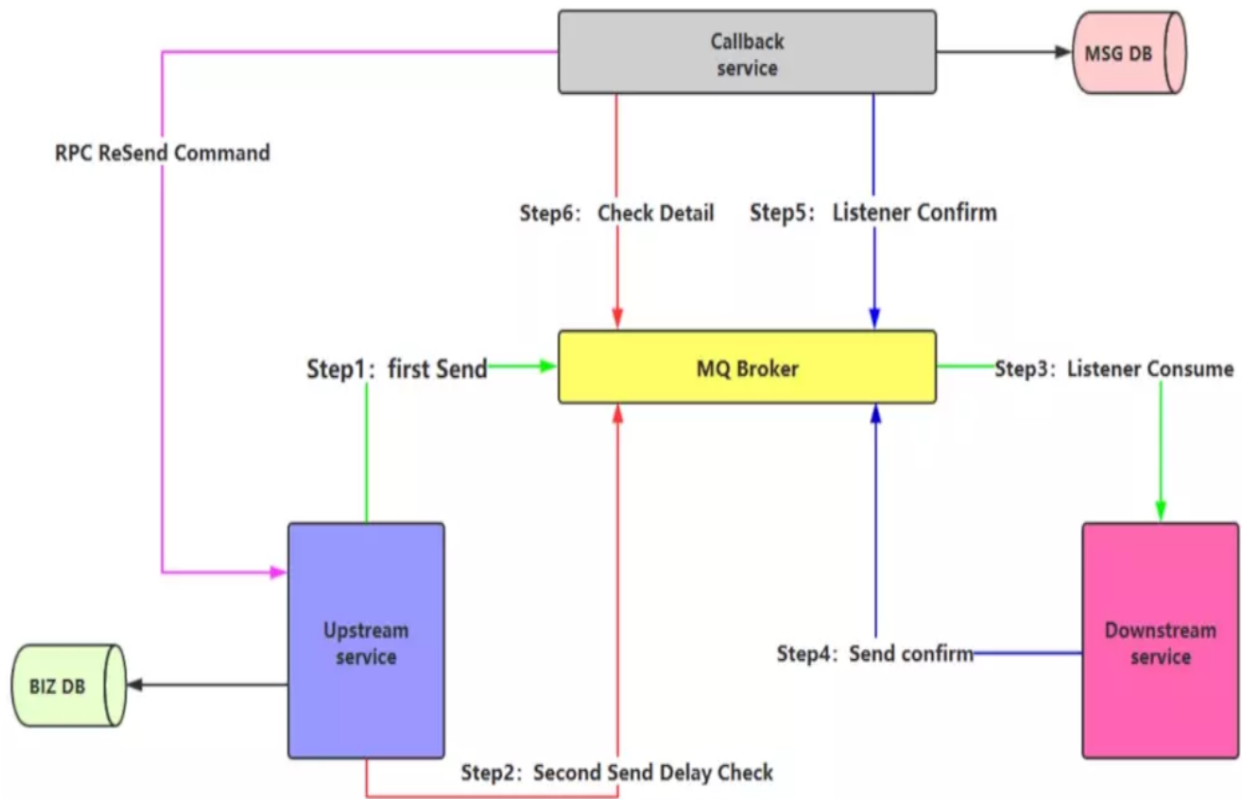 Callback
service
MSG DB
RPC ReSend Command
Step6： Check Detail
Step5： Listener Confirm
Step1：first Send
MQ Broker
Step3：Listener Consume
Upstream
service
Downstream
service
Step4：Send confirm
BIZ DB
Step2：Second Send Delay Check